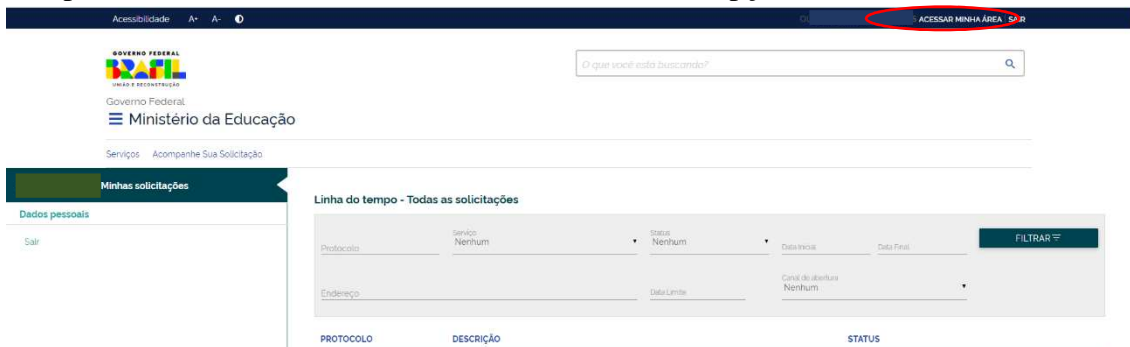 Acessibilidade A+ A-
ACESSAR MINHA ÁREA SAIR
GOVERNO FEDERAL
BRASIL
UNIÃO E RECONSTRUÇÃO
O que você está buscando?
Governo Federal
Ministério da Educação
Serviços Acompanhe Sua Solicitação
Minhas solicitações
Dados pessoais
Sair
Linha do tempo - Todas as solicitações
Protocolo
Serviço
Nenhum
Status
Nenhum
Data Inicial
Data Final
FILTRAR
Endereço
Data Limite
Canal de abertura
Nenhum
PROTOCOLO DESCRIÇÃO STATUS